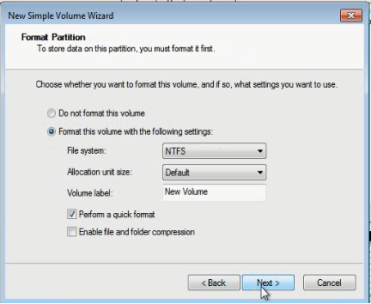 New Simple Volume Wizard
Format Partition
To store data on this partition, you must format it first.
Choose whether you want to format this volume, and if so, what settings you want to use.
Do not format this volume
Format this volume with the following settings:
File system: NTFS
Allocation unit size: Default
Volume label: New Volume
Perform a quick format
Enable file and folder compression
< Back Next > Cancel